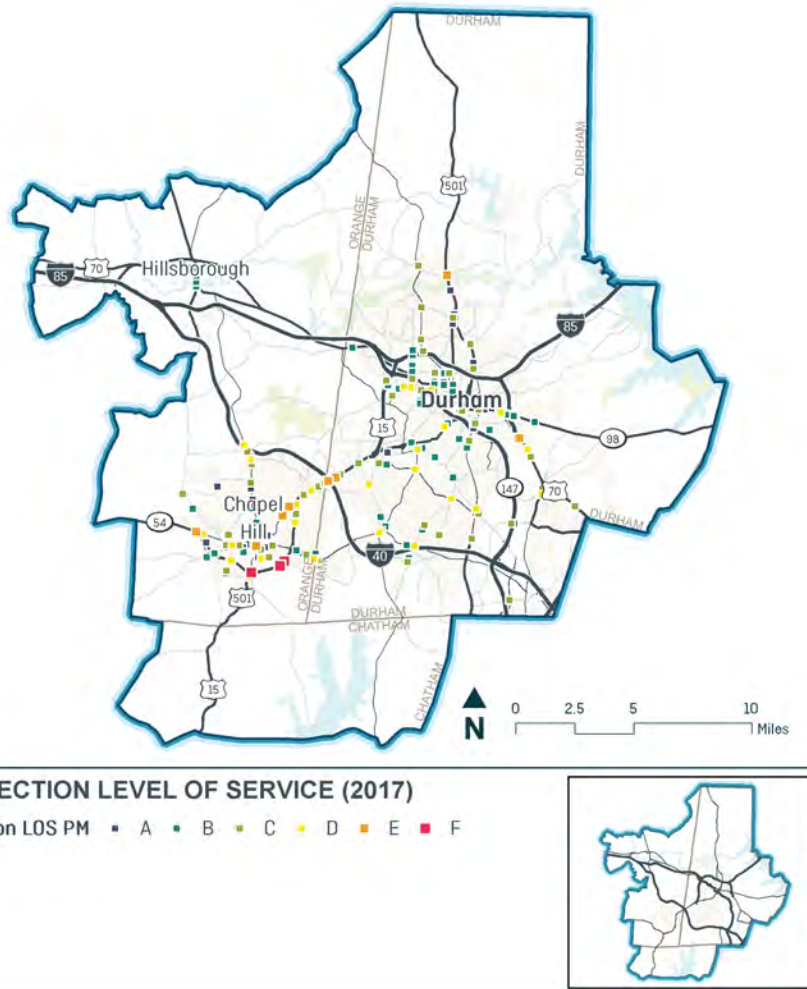 DURHAM
DURHAM
501
ORANGE
DURHAM
70
Hillsborough
85
85
Durham
15
98
Chapel
Hill
147
70
54
DURHAM
40
ORANGE
DURHAM
501
DURHAM
CHATHAM
15
CHATHAM
N
0 2.5 5 10
Miles
ECTION LEVEL OF SERVICE (2017)
on LOS PM A B C D E F